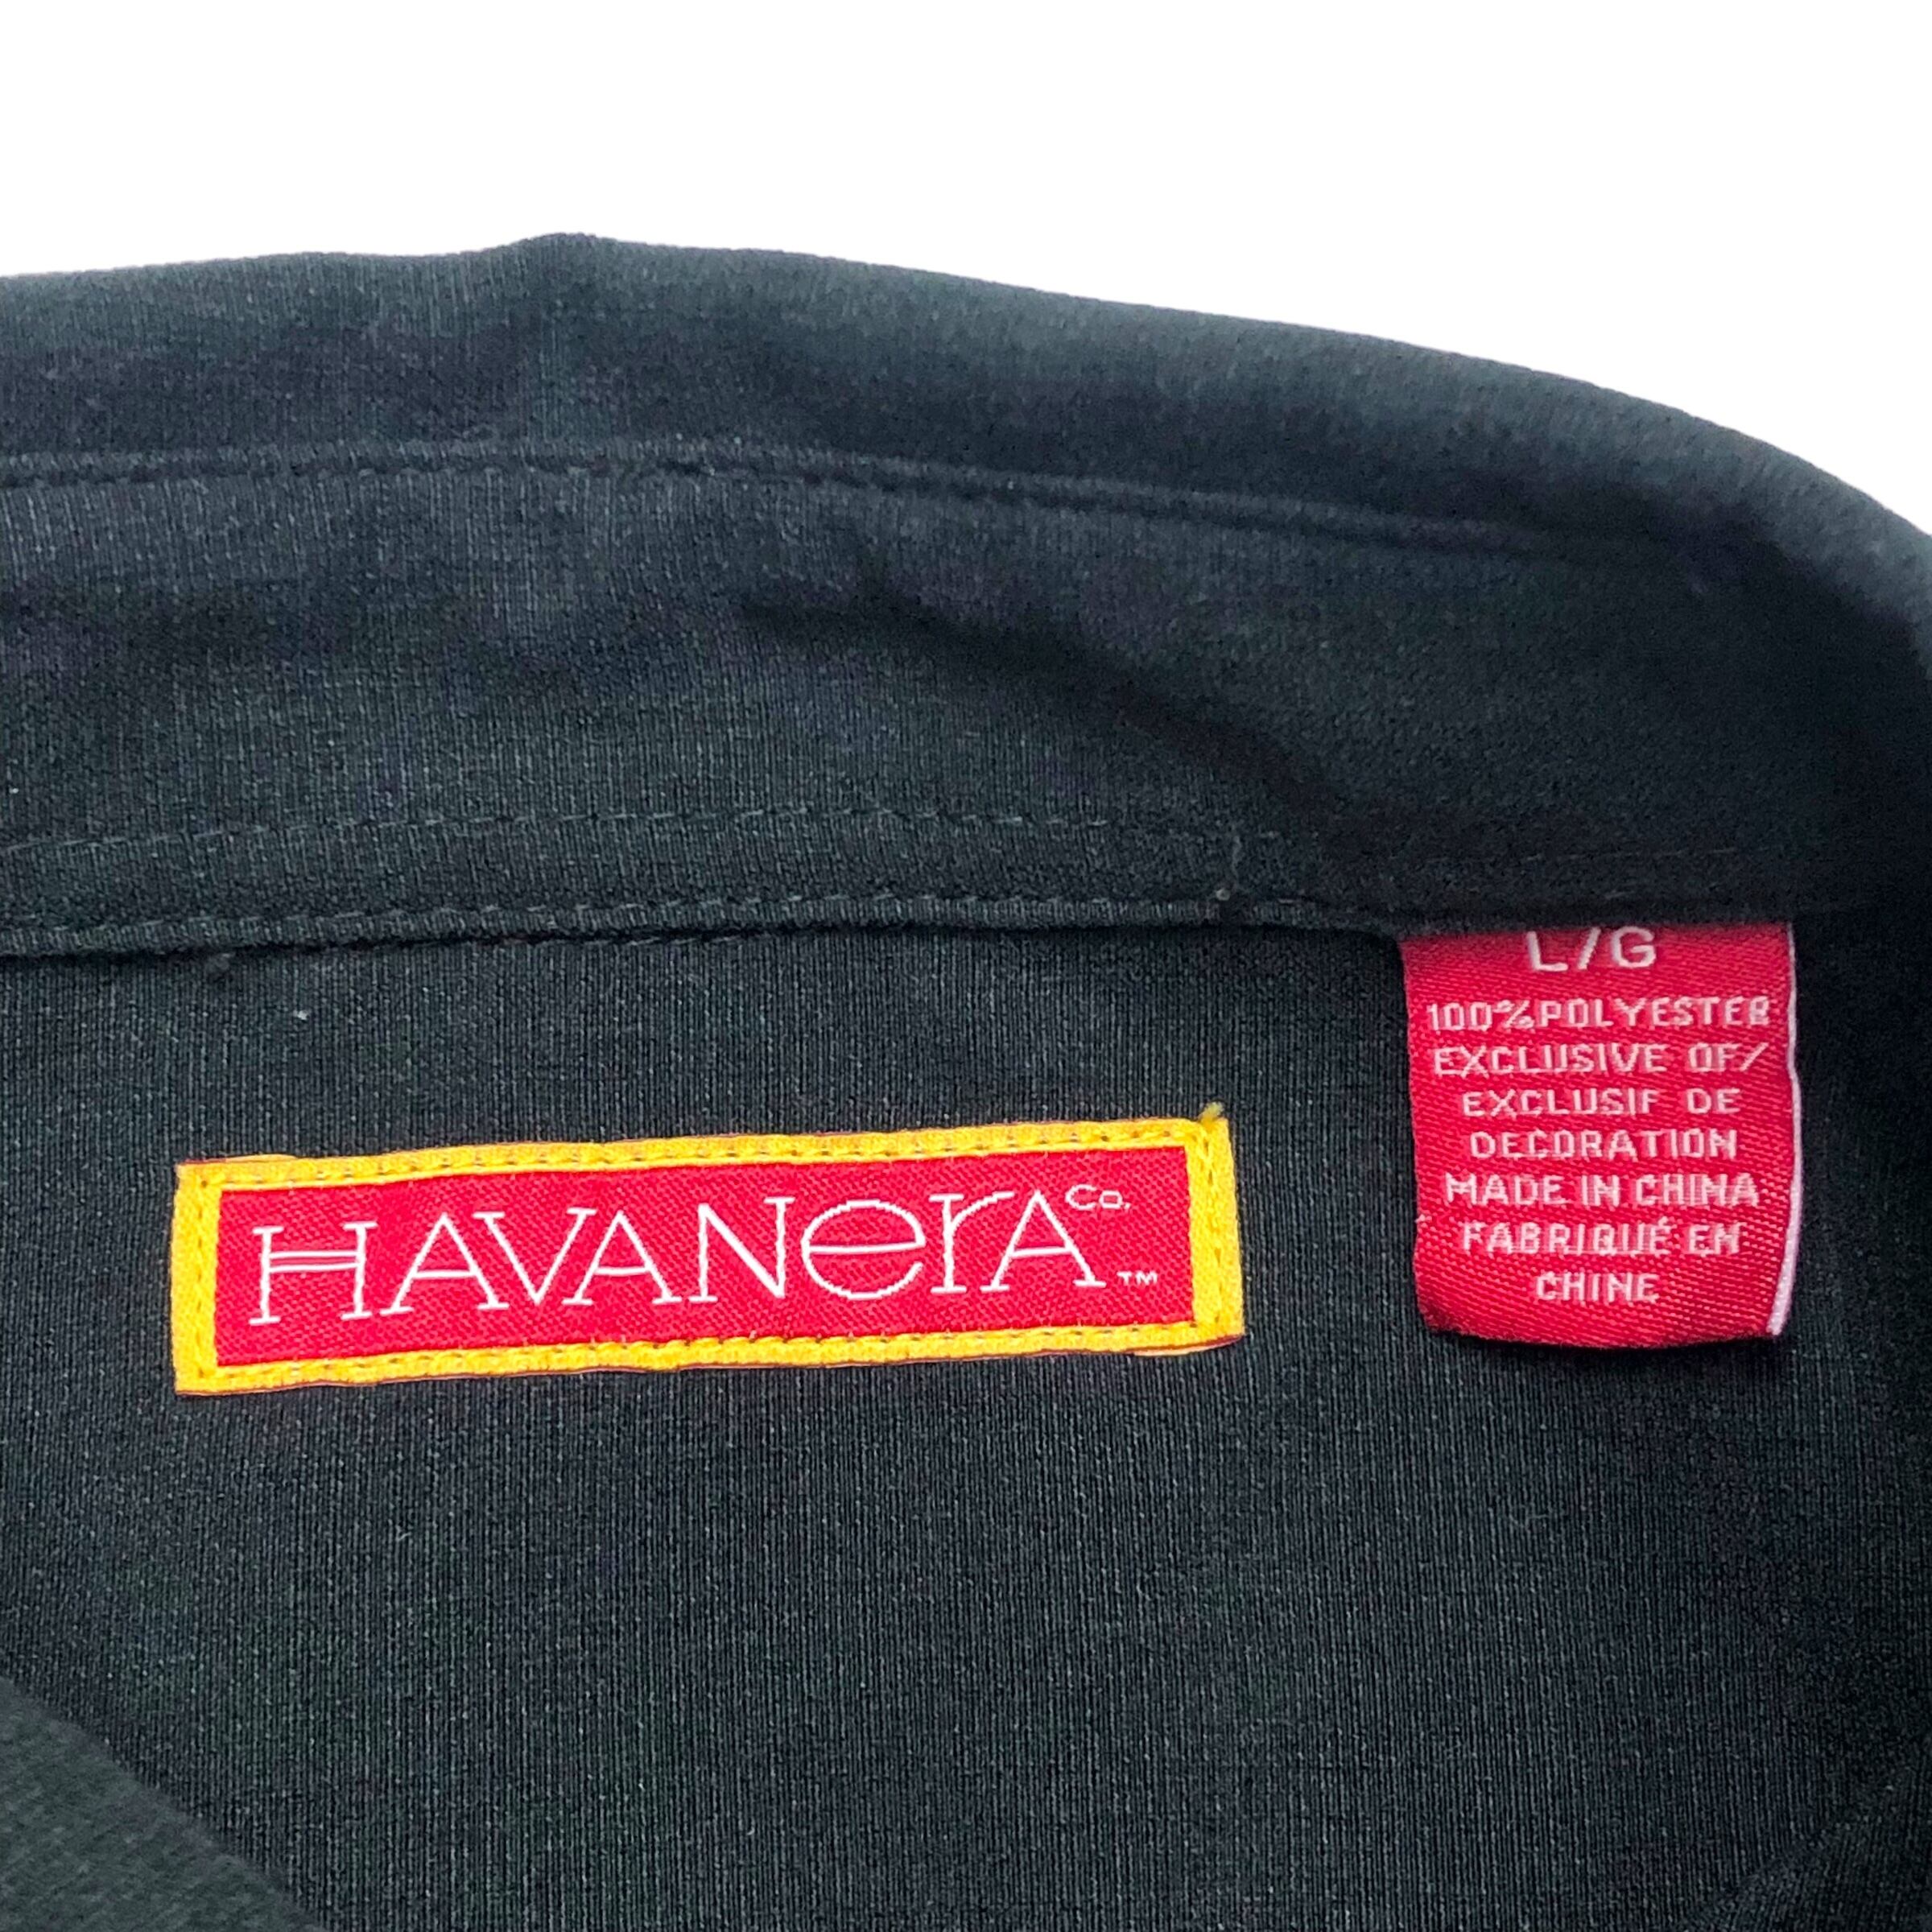 HAVANerA Co. ™
L/G
100%POLYESTER
EXCLUSIVE OF/
EXCLUSIF DE
DECORATION
MADE IN CHINA
FABRIQUÉ EN
CHINE